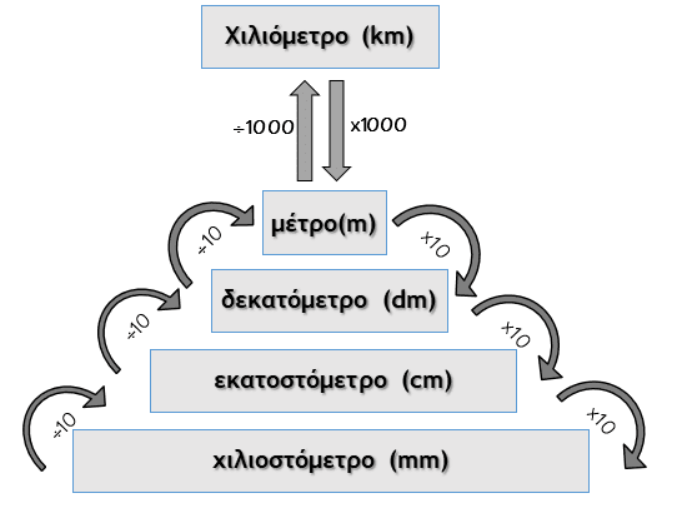 Χιλιόμετρο (km)
÷1000
x1000
μέτρο(m)
÷10
x10
δεκατόμετρο (dm)
÷10
x10
εκατοστόμετρο (cm)
÷10
x10
χιλιοστόμετρο (mm)